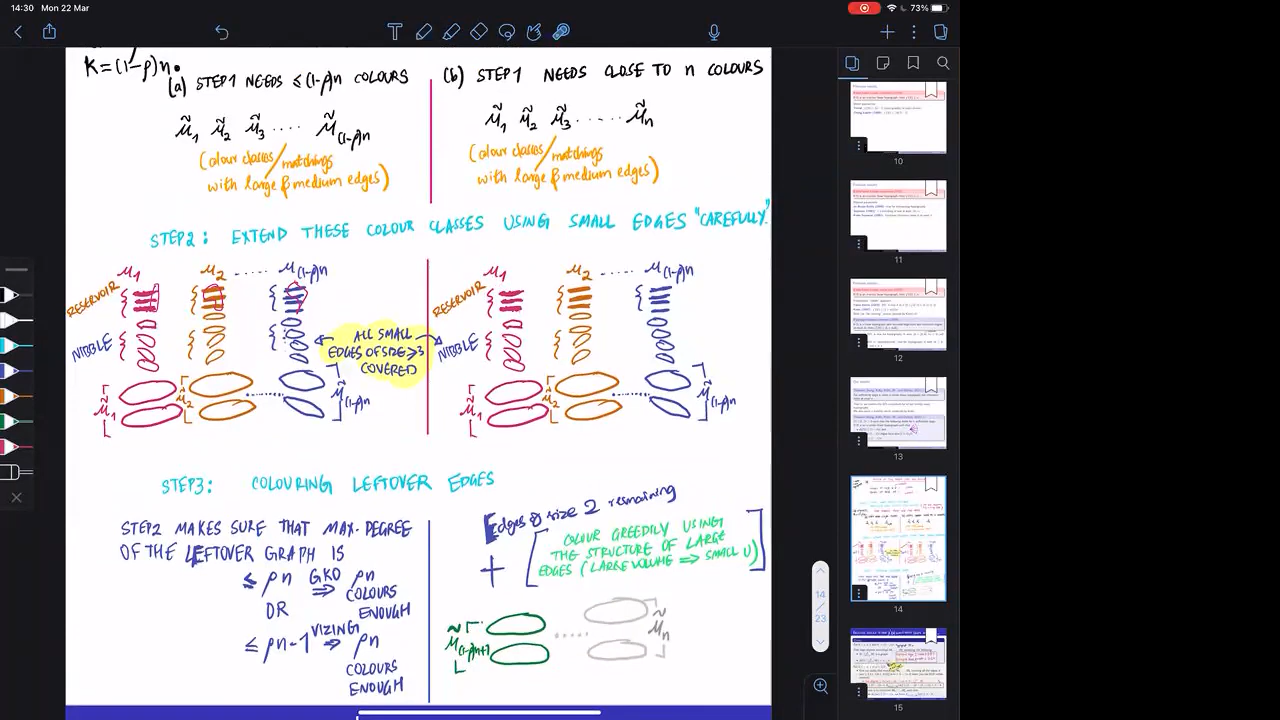 14:30 Mon 22 Mar
73%
K=(1-ρ)n.
(a) STEP 1 NEEDS ≤(1-ρ)n COLOURS
M̃1 M̃2 M̃3 .... M̃(1-ρ)n
(colour classes/matchings
with large & medium edges)
(b) STEP 1 NEEDS CLOSE TO n COLOURS
M̃1 M̃2 M̃3 ..... M̃n
(colour classes/matchings
with large & medium edges)
STEP2: EXTEND THESE COLOUR CLASSES USING SMALL EDGES "CAREFULLY."
M1 M2 ..... M(1-ρ)n
RESERVOIR
NIBBLE
M̃1 M̃2 M̃(1-ρ)n
ALL SMALL
EDGES OF SIZE ≥3
COVERED
M1 M2 ..... M(1-ρ)n
RESERVOIR
NIBBLE
M̃1 M̃2 M̃(1-ρ)n
STEP3: COLOURING LEFTOVER EDGES
STEP2 MAKES SURE THAT MAX-DEGREE
OF THE LEFTOVER GRAPH IS
≤ ρn GKO ⇒ ρn
COLOURS
OR ENOUGH
≤ ρn-1 VIZING ⇒ ρn
COLOURS
ENOUGH
Edges of size 2 remaining
+
[COLOUR GREEDILY USING
THE STRUCTURE OF LARGE
EDGES (LARGE VOLUME ⇒ SMALL U)]
M̃(1-ρ)n+1 ..... M̃n
10
11
12
13
14
15
14
/
23